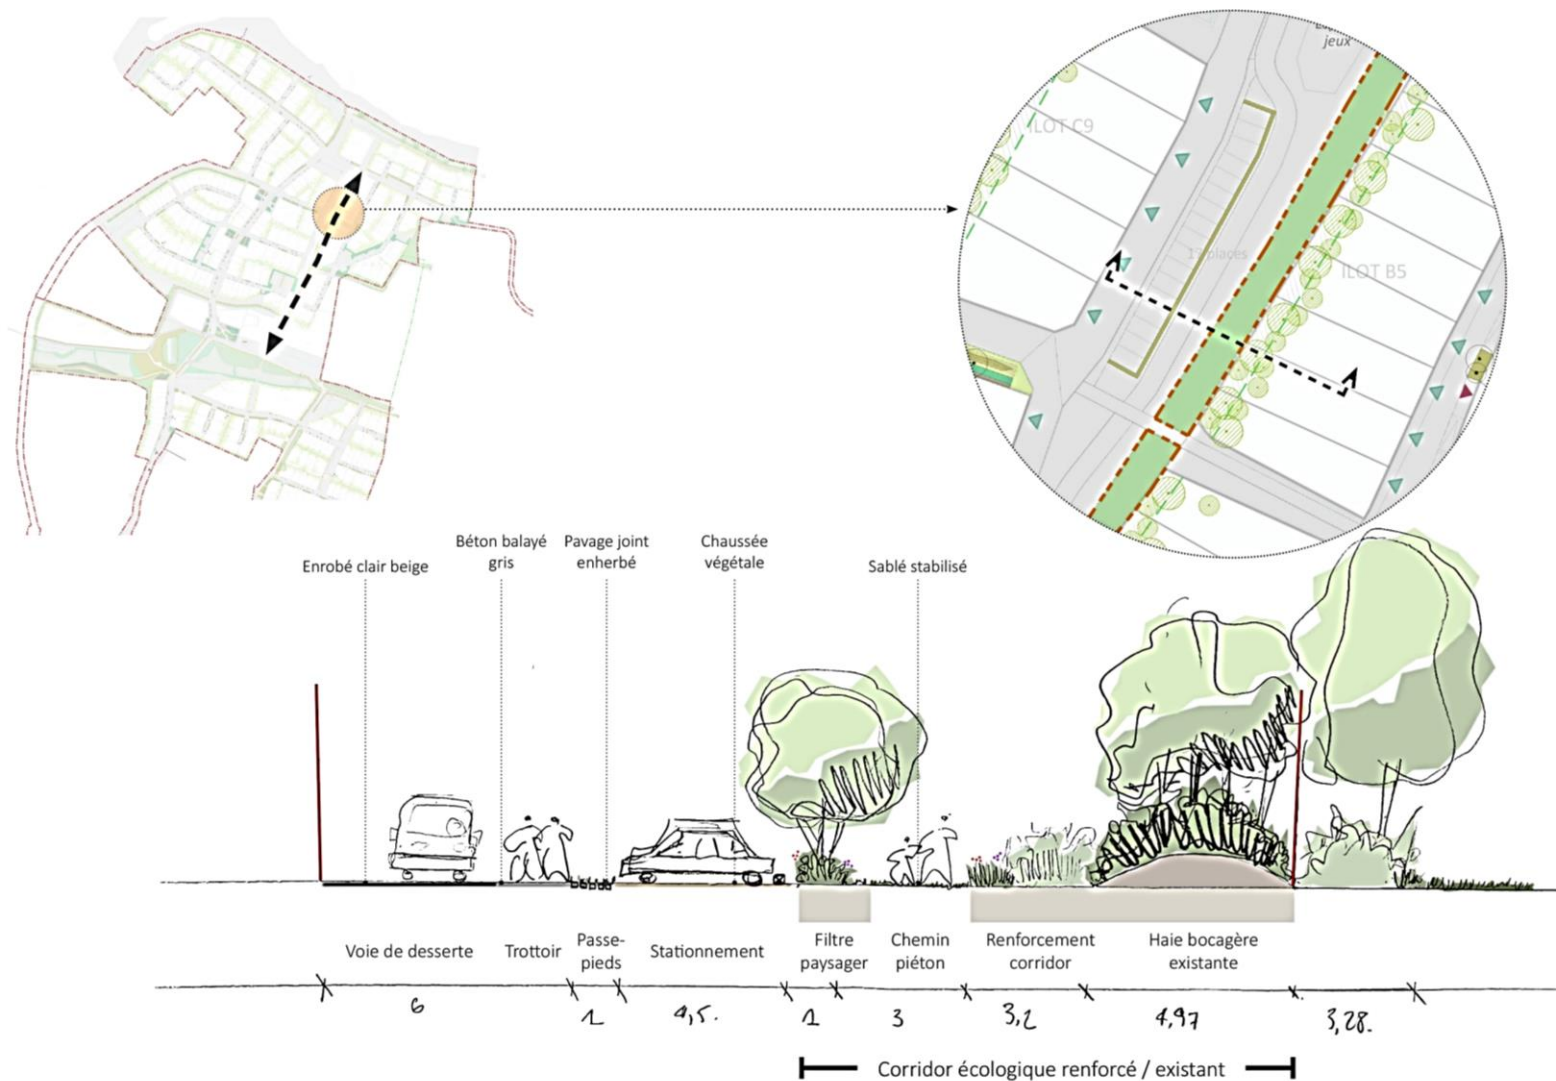 jeux
ILOT C9
places
ILOT B5
Enrobé clair beige
Béton balayé
gris
Pavage joint
enherbé
Chaussée
végétale
Sablé stabilisé
Voie de desserte
Trottoir
Passe-
pieds
Stationnement
Filtre
paysager
Chemin
piéton
Renforcement
corridor
Haie bocagère
existante
6
1
4,5.
1
3
3,2
4,97
3,28.
Corridor écologique renforcé / existant